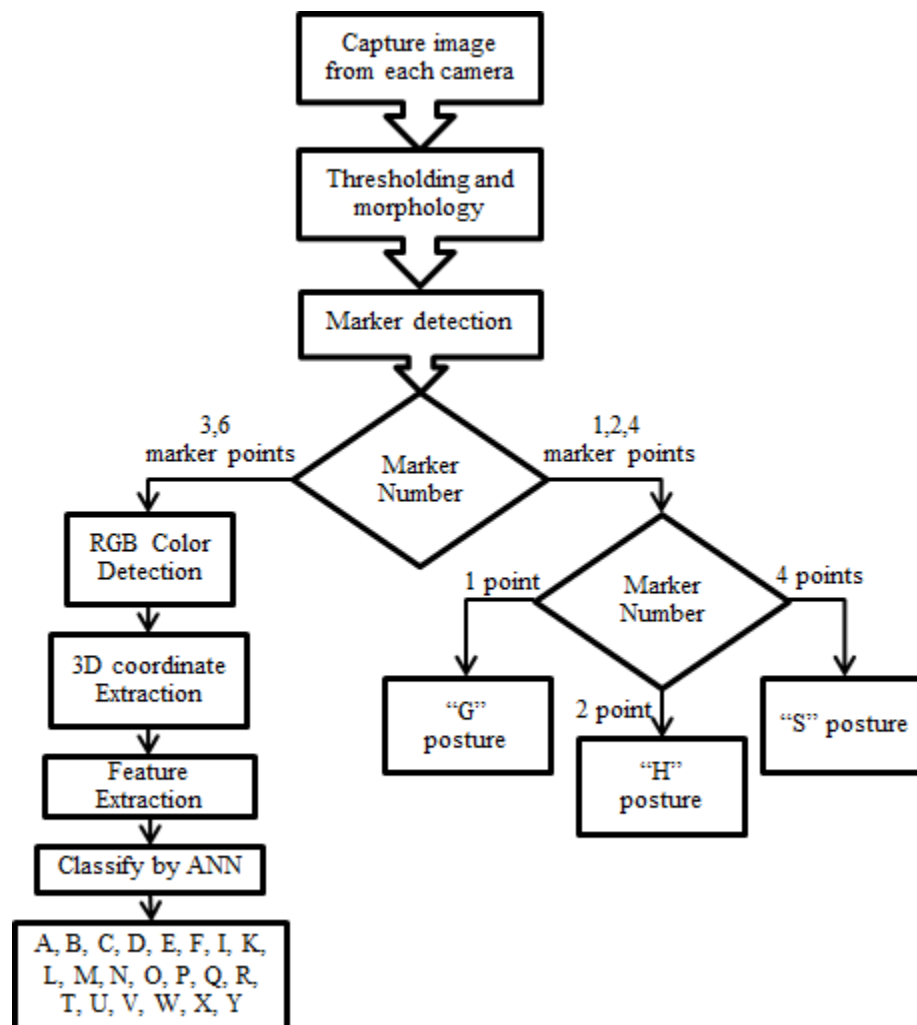 Capture image
from each camera
Thresholding and
morphology
Marker detection
3,6
marker points
Marker
Number
1,2,4
marker points
RGB Color
Detection
1 point
Marker
Number
4 points
3D coordinate
Extraction
“G”
posture
2 point
“S” posture
“H”
posture
Feature
Extraction
Classify by ANN
A, B, C, D, E, F, I, K,
L, M, N, O, P, Q, R,
T, U, V, W, X, Y